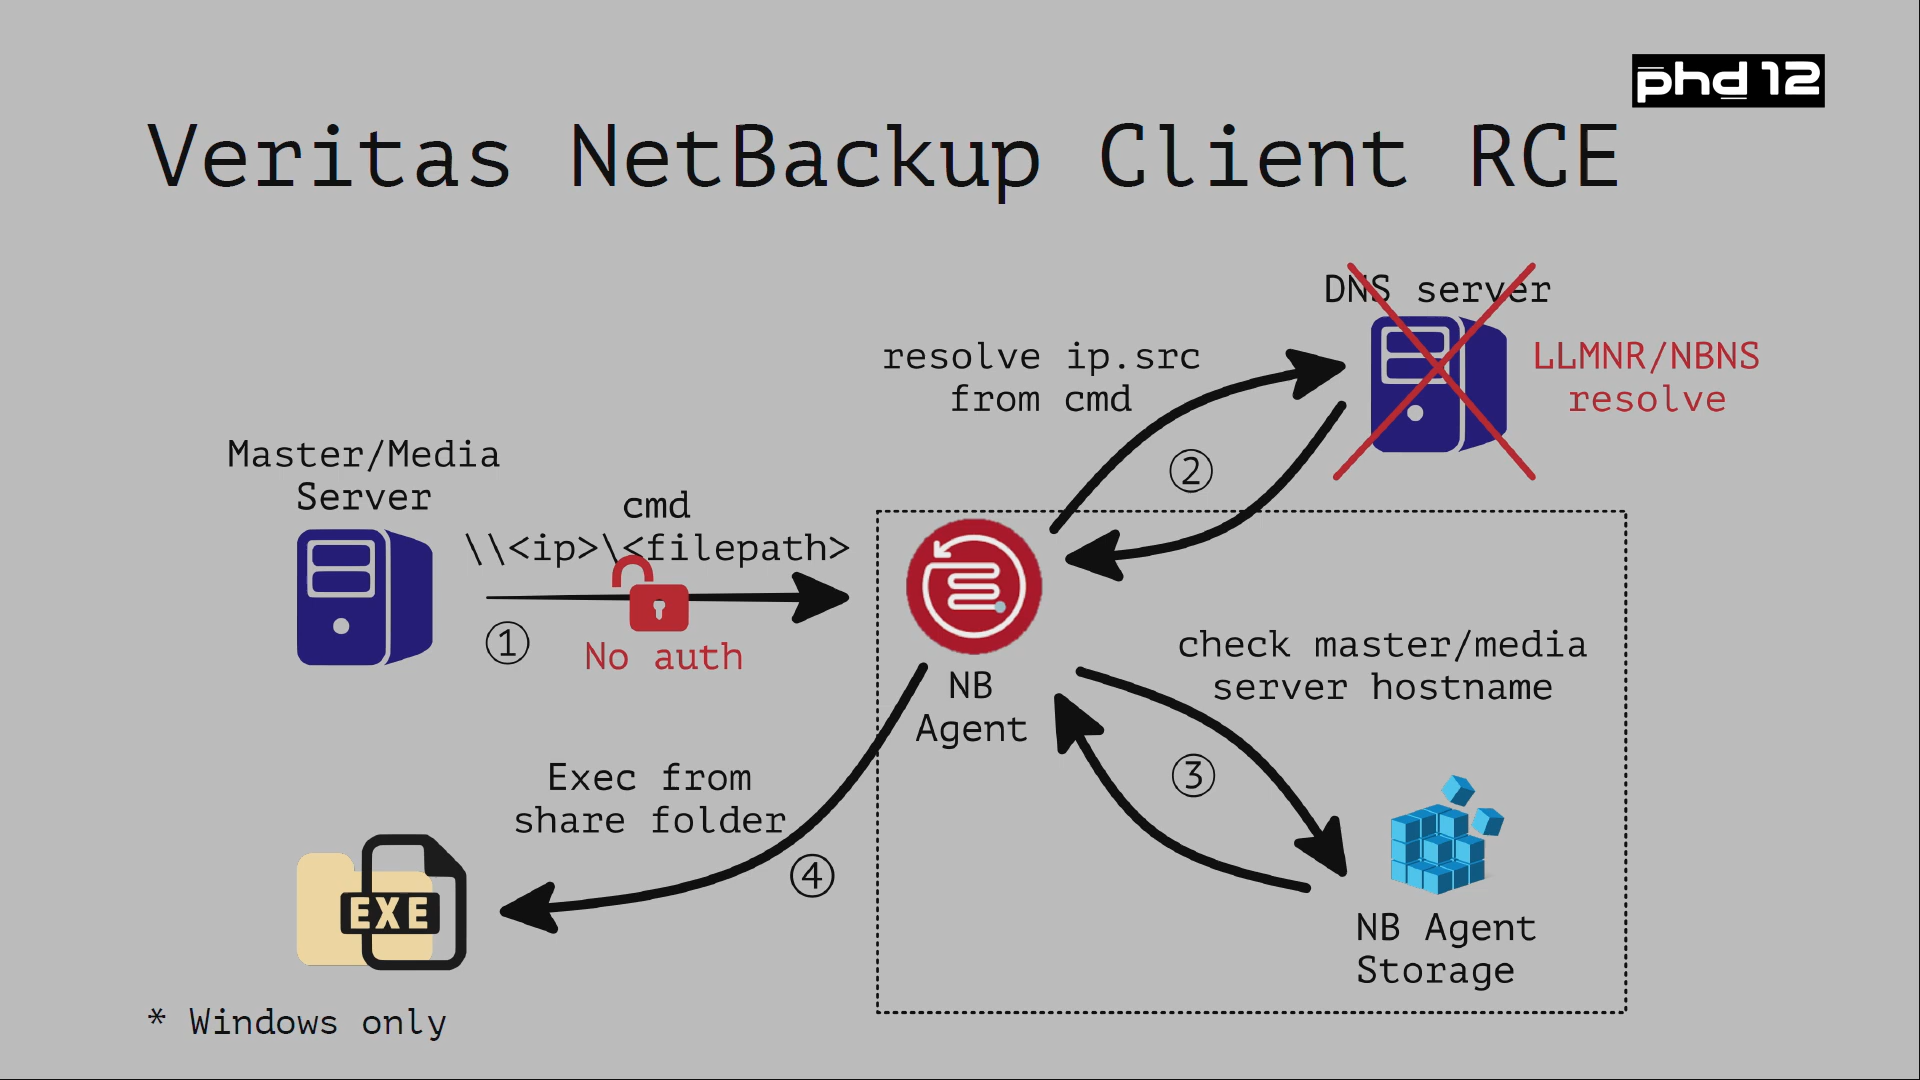 phd 12
Veritas NetBackup Client RCE
DNS server
resolve ip.src
from cmd
LLMNR/NBNS
resolve
②
Master/Media
Server
cmd
\\<ip>\<filepath>
①
No auth
NB
Agent
check master/media
server hostname
③
Exec from
share folder
④
EXE
NB Agent
Storage
* Windows only